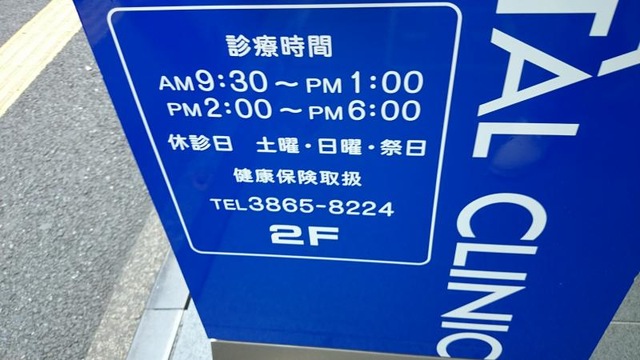 診療時間
AM9:30～PM1:00
PM2:00～PM6:00
休診日　土曜・日曜・祭日
健康保険取扱
TEL3865-8224
2F
TAL CLINIC